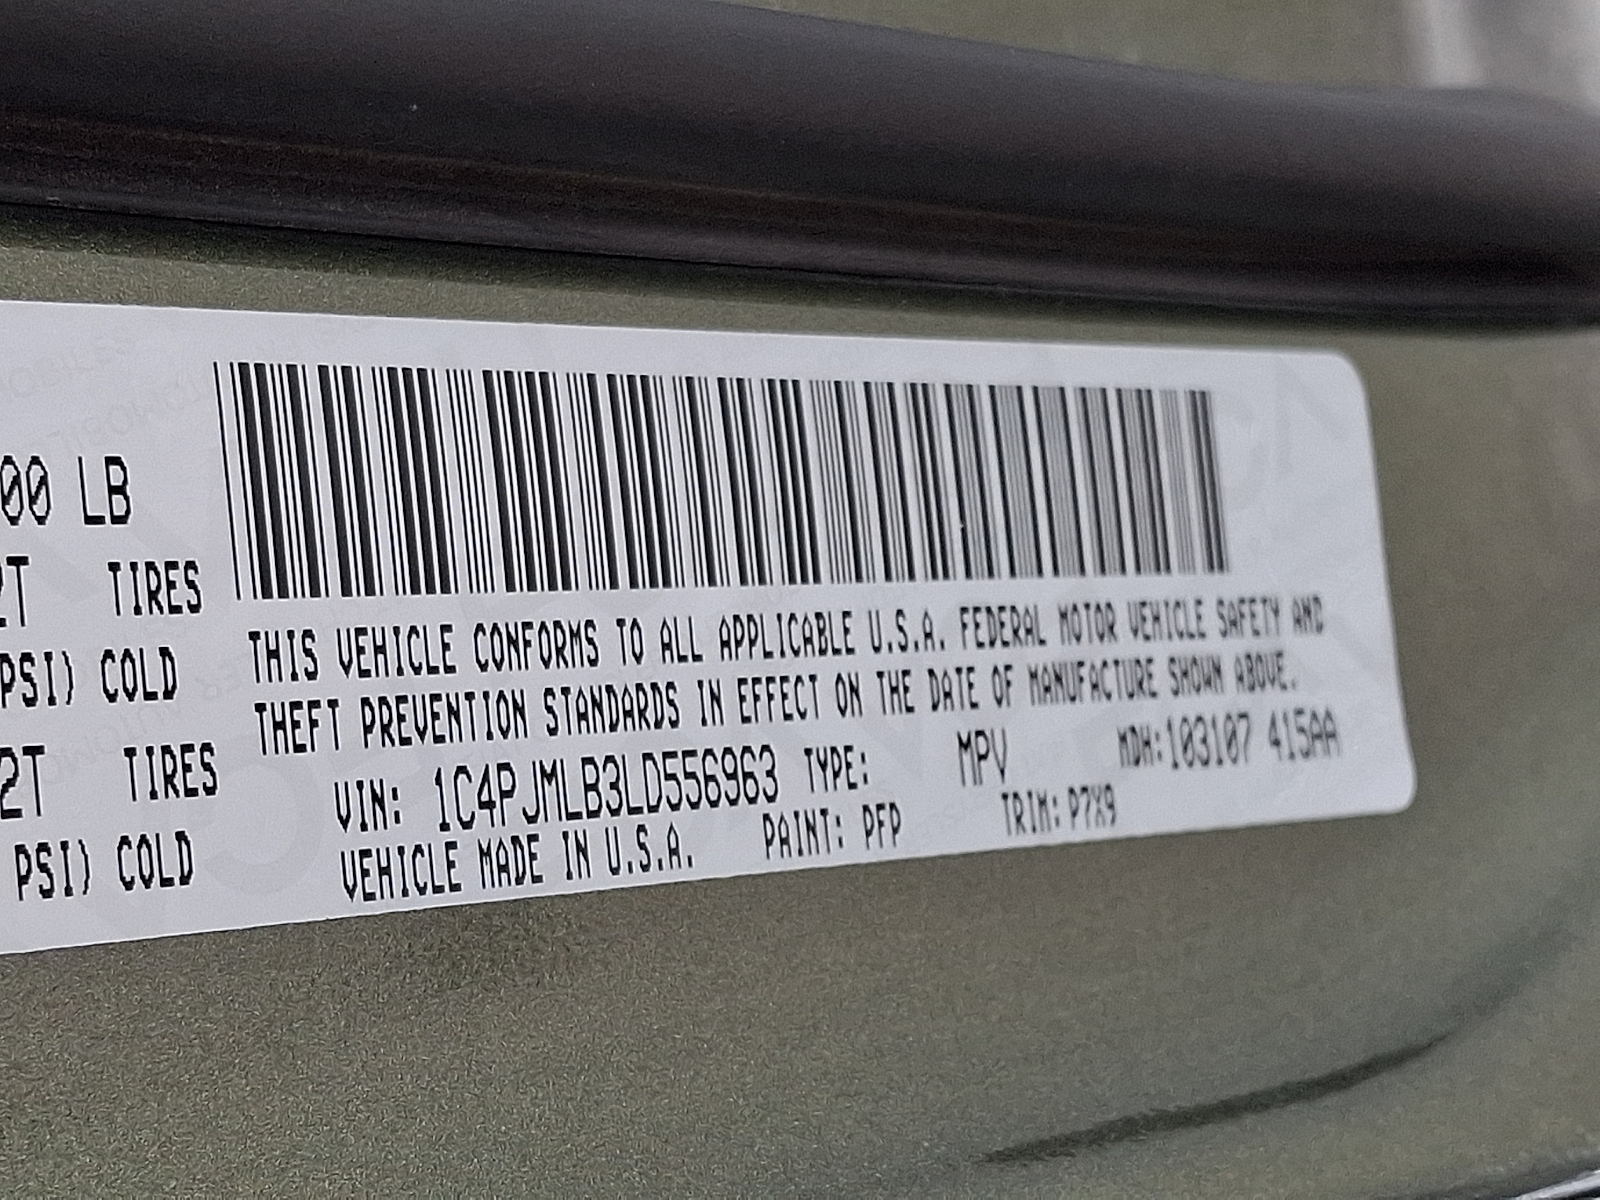 00 LB
2T TIRES
PSI) COLD
2T TIRES
PSI) COLD
THIS VEHICLE CONFORMS TO ALL APPLICABLE U.S.A. FEDERAL MOTOR VEHICLE SAFETY AND
THEFT PREVENTION STANDARDS IN EFFECT ON THE DATE OF MANUFACTURE SHOWN ABOVE.
VIN: 1C4PJMLB3LD556963 TYPE: MPV MDH:103107 415AA
VEHICLE MADE IN U.S.A. PAINT: PFP TRIM: P7X9